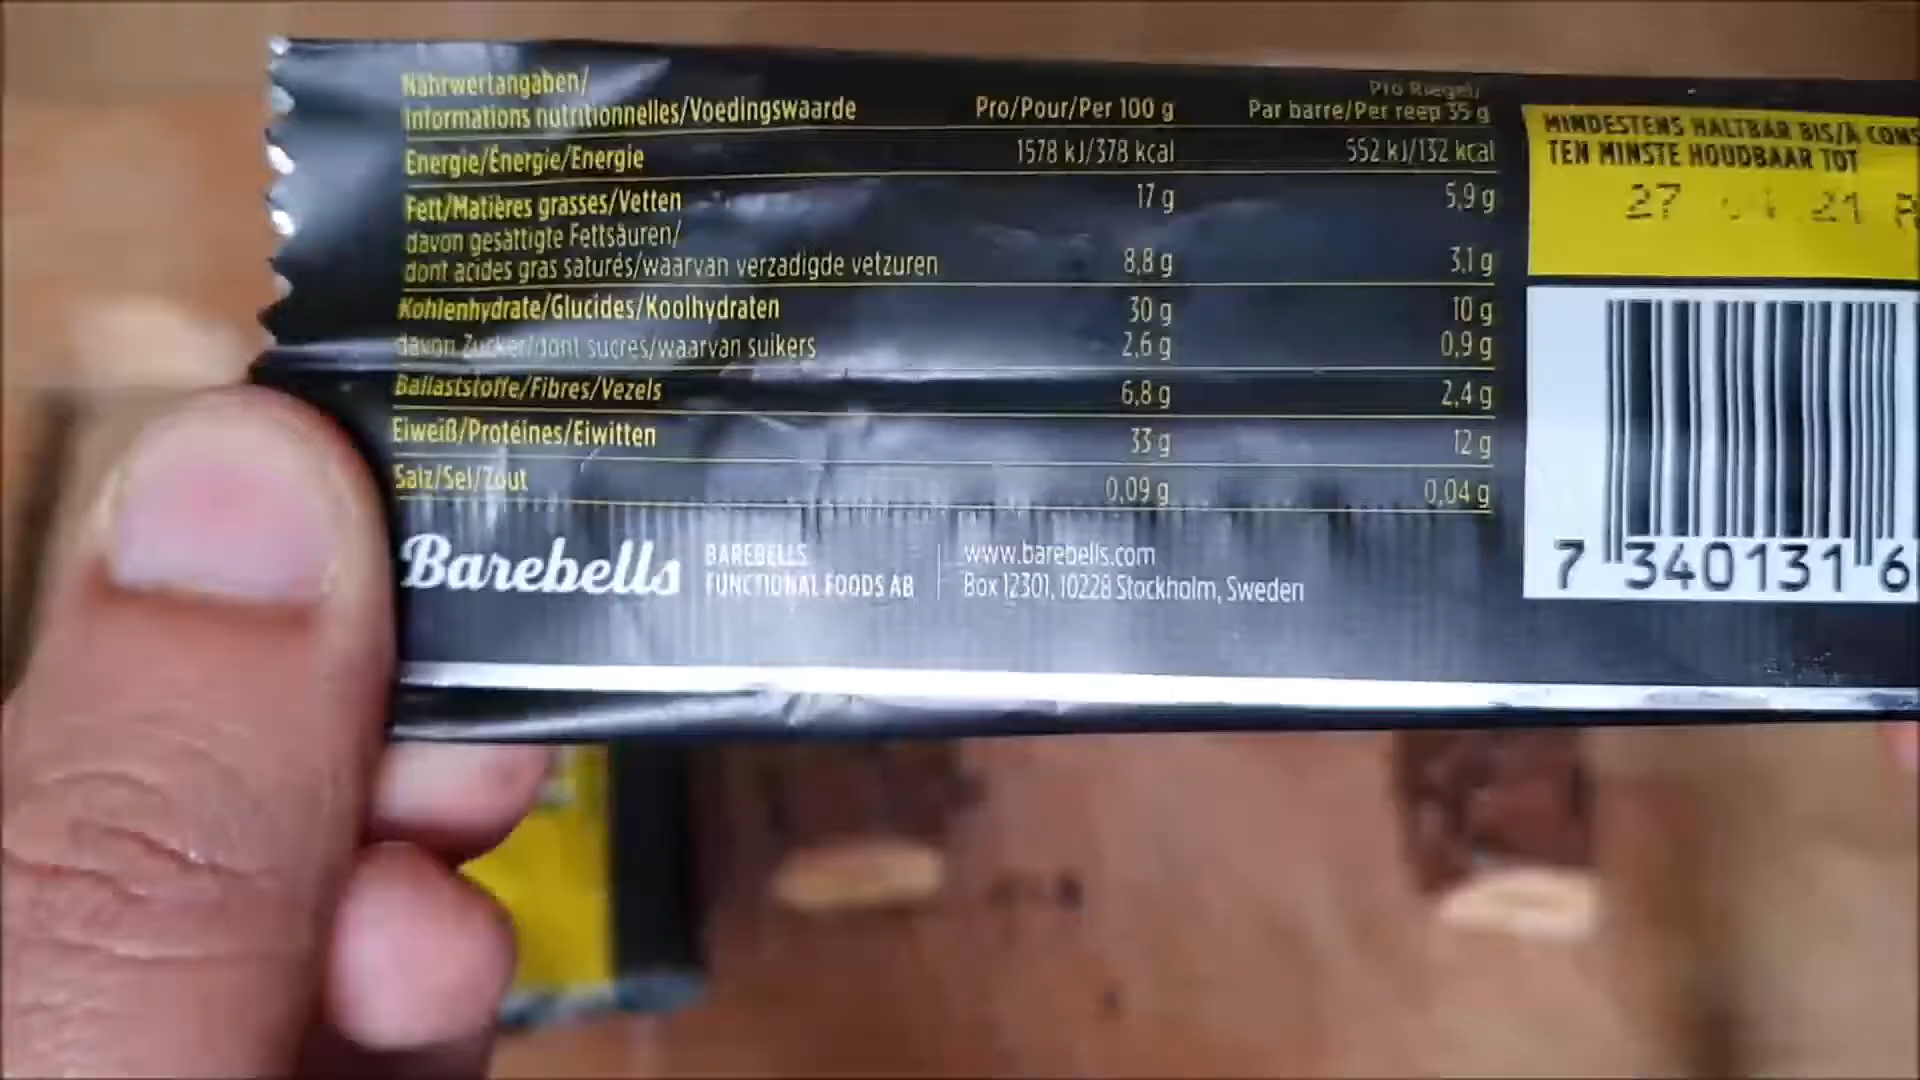 Nährwertangaben/
Informations nutritionnelles/Voedingswaarde Pro/Pour/Per 100 g Pro Riegel/
Par barre/Per reep 35 g
Energie/Énergie/Energie 1578 kJ/378 kcal 552 kJ/132 kcal
Fett/Matières grasses/Vetten 17 g 5,9 g
davon gesättigte Fettsäuren/
dont acides gras saturés/waarvan verzadigde vetzuren 8,8 g 3,1 g
Kohlenhydrate/Glucides/Koolhydraten 30 g 10 g
davon Zucker/dont sucres/waarvan suikers 2,6 g 0,9 g
Ballaststoffe/Fibres/Vezels 6,8 g 2,4 g
Eiweiß/Protéines/Eiwitten 33 g 12 g
Salz/Sel/Zout 0,09 g 0,04 g
Barebells
BAREBELLS
FUNCTIONAL FOODS AB
www.barebells.com
Box 12301, 10228 Stockholm, Sweden
MINDESTENS HALTBAR BIS/À CONS
TEN MINSTE HOUDBAAR TOT
27 21
7 340131 6